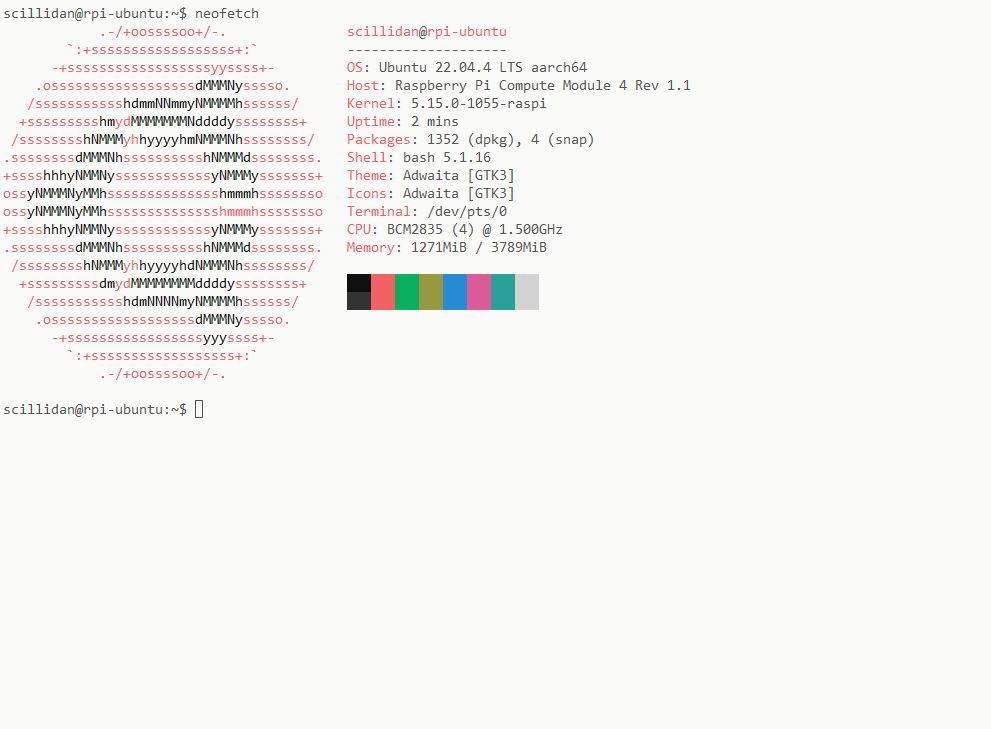 scillidan@rpi-ubuntu:~$ neofetch
            .-/+oossssoo+/-.               scillidan@rpi-ubuntu
        `:+ssssssssssssssssss+:`           --------------------
      -+ssssssssssssssssssyyssss+-         OS: Ubuntu 22.04.4 LTS aarch64
    .ossssssssssssssssssdMMMNysssso.       Host: Raspberry Pi Compute Module 4 Rev 1.1
   /ssssssssssshdmmNNmmyNMMMMhssssss/      Kernel: 5.15.0-1055-raspi
  +ssssssssshmydMMMMMMMNddddyssssssss+     Uptime: 2 mins
 /sssssssshNMMMyhhyyyyhmNMMMNhssssssss/    Packages: 1352 (dpkg), 4 (snap)
.ssssssssdMMMNhsssssssssshNMMMdssssssss.   Shell: bash 5.1.16
+sssshhhyNMMNyssssssssssssyNMMMysssssss+   Theme: Adwaita [GTK3]
ossyNMMMNyMMhsssssssssssssshmmmhssssssso   Icons: Adwaita [GTK3]
ossyNMMMNyMMhsssssssssssssshmmmhssssssso   Terminal: /dev/pts/0
+sssshhhyNMMNyssssssssssssyNMMMysssssss+   CPU: BCM2835 (4) @ 1.500GHz
.ssssssssdMMMNhsssssssssshNMMMdssssssss.   Memory: 1271MiB / 3789MiB
 /sssssssshNMMMyhhyyyyhdNMMMNhssssssss/
  +sssssssssdmydMMMMMMMMddddyssssssss+
   /ssssssssssshdmNNNNmyNMMMMhssssss/
    .ossssssssssssssssssdMMMNysssso.
      -+sssssssssssssssssyyyssss+-
        `:+ssssssssssssssssss+:`
            .-/+oossssoo+/-.
scillidan@rpi-ubuntu:~$